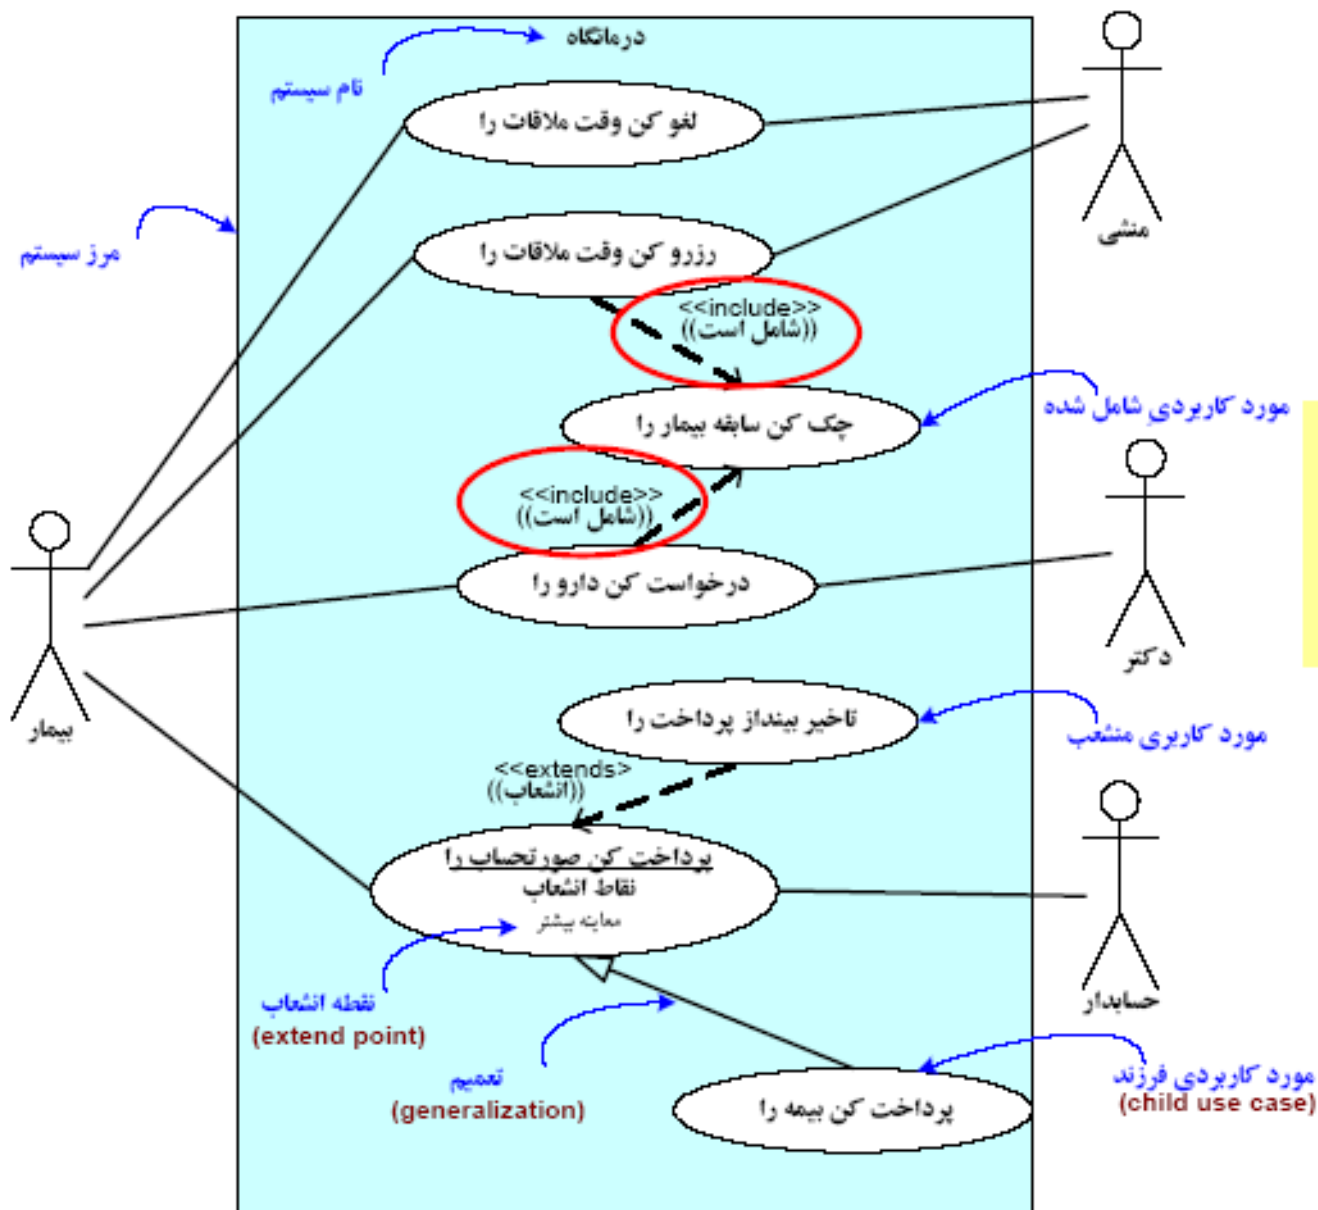 درمانگاه
نام سیستم
لغو کن وقت ملاقات را
منشی
مرز سیستم
رزرو کن وقت ملاقات را
<<include>>
((شامل است))
مورد کاربردیِ شامل شده
چک کن سابقه بیمار را
<<include>>
((شامل است))
درخواست کن دارو را
دکتر
بیمار
تاخیر بینداز پرداخت را
مورد کاربری منشعب
<<extends>
((انشعاب))
پرداخت کن صورتحساب را
نقاط انشعاب
معاینه بیشتر
حسابدار
نقطه انشعاب
(extend point)
تعمیم
(generalization)
مورد کاربردی فرزند
(child use case)
پرداخت کن بیمه را